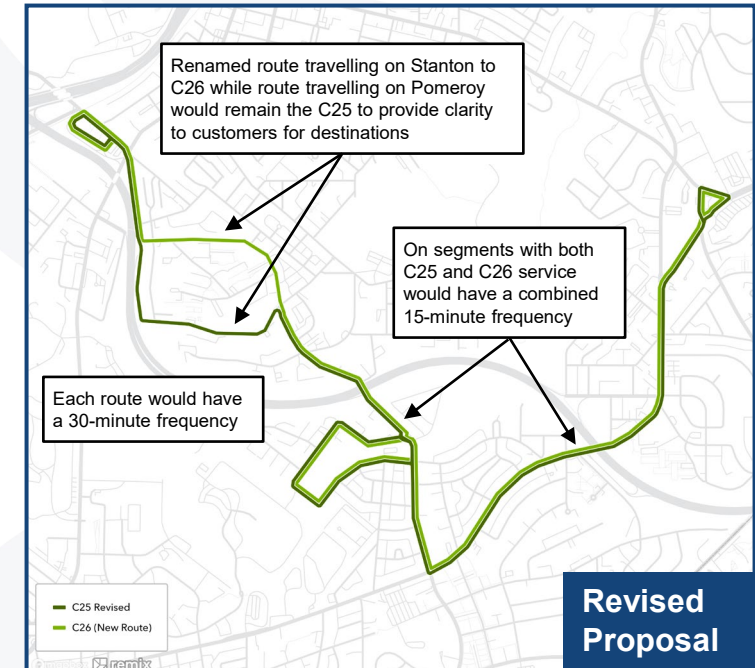 Renamed route travelling on Stanton to
C26 while route travelling on Pomeroy
would remain the C25 to provide clarity
to customers for destinations
On segments with both
C25 and C26 service
would have a combined
15-minute frequency
Each route would have
a 30-minute frequency
C25 Revised
C26 (New Route)
remix
Revised
Proposal